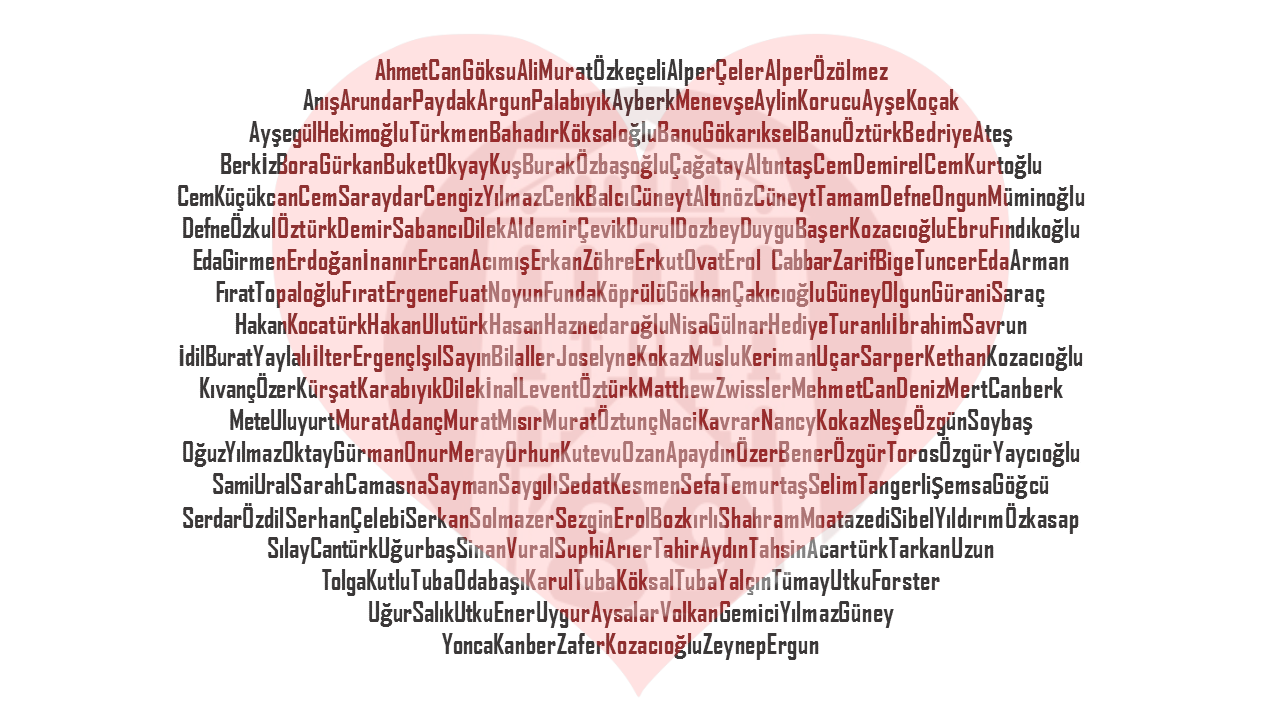 AhmetCanGöksuAliMuratÖzkeçeliAlperÇelerAlperÖzölmez
AnışArundarPaydakArgunPalabıyıkAyberkMenevşeAylinKorucuAyşeKoçak
AyşegülHekimoğluTürkmenBahadırKöksaloğluBanuGökarıkselBanuÖztürkBedriyeAteş
BerkİzBoraGürkanBuketOkyayKuşBurakÖzbaşoğluÇağatayAltıntaşCemDemirelCemKurtoğlu
CemKüçükcanCemSaraydarCengizYılmazCenkBalcıCüneytAltınözCüneytTamamDefneOngunMüminoğlu
DefneÖzkulÖztürkDemirSabancıDilekAldemirÇevikDurulDozbeyDuyguBaşerKozacıoğluEbruFındıkoğlu
EdaGirmenErdoğanİnanırErcanAcımışErkanZöhreErkutOvatErol CabbarZarifBigeTuncerEdaArman
FıratTopaloğluFıratErgeneFuatNoyunFundaKöprülüGökhanÇakıcıoğluGüneyOlgunGüraniSaraç
HakanKocatürkHakanUlutürkHasanHaznedaroğluNisaGülnarHediyeTuranlıİbrahimSavrun
İdilBuratYaylalıİlterErgençIşılSayınBilallerJoselyneKokazMusluKerimanUçarSarperKethanKozacıoğlu
KıvançÖzerKürşatKarabıyıkDilekİnalLeventÖztürkMatthewZwisslerMehmetCanDenizMertCanberk
MeteUluyurtMuratAdançMuratMısırMuratÖztunçNaciKavrarNancyKokazNeşeÖzgünSoybaş
OğuzYılmazOktayGürmanOnurMerayOrhunKutevuOzanApaydınÖzerBenerÖzgürTorosÖzgürYaycıoğlu
SamiUralSarahCamasnaSaymanSaygılıSedatKesmenSefaTemurtaşSelimTangerliŞemsaGöğcü
SerdarÖzdilSerhanÇelebiSerkanSolmazerSezginErolBozkırlıShahramMoatazediSibelYıldırımÖzkasap
SılayCantürkUğurbaşSinanVuralSuphiArıerTahirAydınTahsinAcartürkTarkanUzun
TolgaKutluTubaOdabaşıKarulTubaKöksalTubaYalçınTümayUtkuForster
UğurSalıkUtkuEnerUygurAysalarVolkanGemiciYılmazGüney
YoncaKanberZaferKozacıoğluZeynepErgun